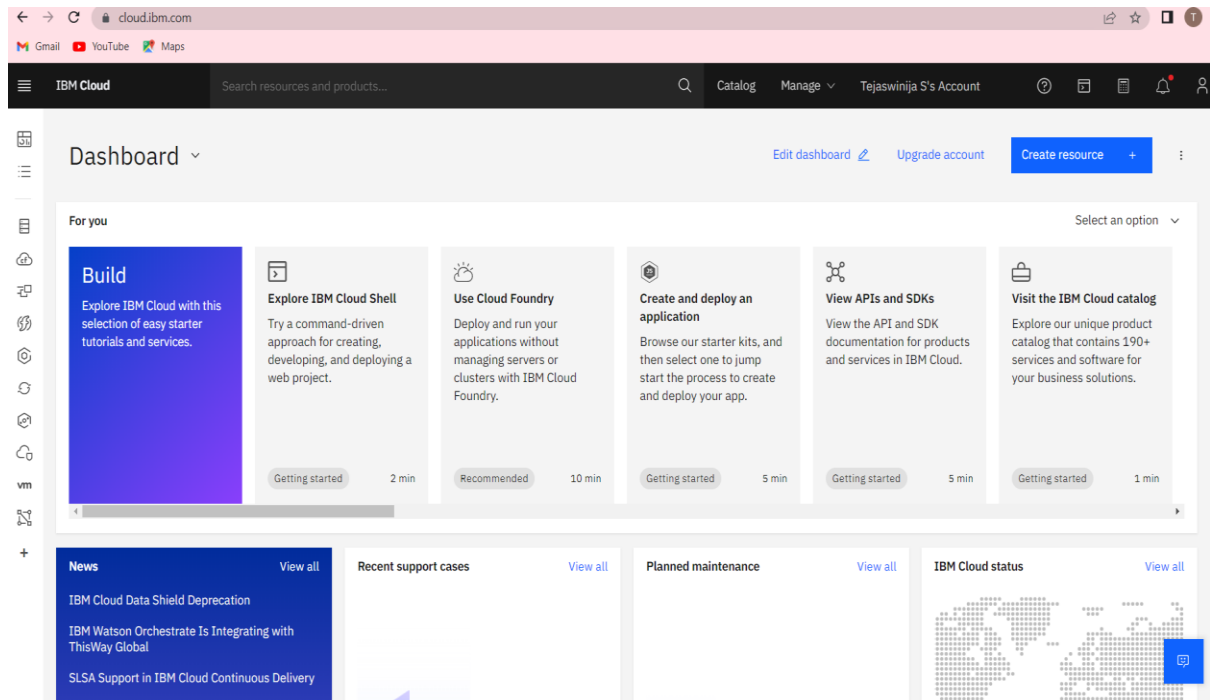 cloud.ibm.com
T
Gmail YouTube Maps
IBM Cloud
Search resources and products...
Catalog
Manage
Tejaswinija S's Account
Dashboard
Edit dashboard
Upgrade account
Create resource +
For you
Select an option
Build
Explore IBM Cloud with this
selection of easy starter
tutorials and services.
Explore IBM Cloud Shell
Try a command-driven
approach for creating,
developing, and deploying a
web project.
Getting started 2 min
Use Cloud Foundry
Deploy and run your
applications without
managing servers or
clusters with IBM Cloud
Foundry.
Recommended 10 min
JS
Create and deploy an
application
Browse our starter kits, and
then select one to jump
start the process to create
and deploy your app.
Getting started 5 min
View APIs and SDKs
View the API and SDK
documentation for products
and services in IBM Cloud.
Getting started 5 min
Visit the IBM Cloud catalog
Explore our unique product
catalog that contains 190+
services and software for
your business solutions.
Getting started 1 min
vm
+
News View all
IBM Cloud Data Shield Deprecation
IBM Watson Orchestrate Is Integrating with
ThisWay Global
SLSA Support in IBM Cloud Continuous Delivery
Recent support cases View all
Planned maintenance View all
IBM Cloud status View all